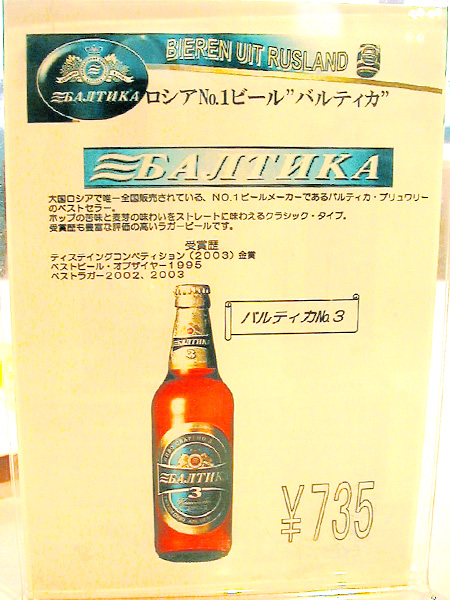 BIEREN UIT RUSLAND
БАЛТИКА
ロシア№1ビール”バルティカ”
БАЛТИКА
大国ロシアで唯一全国販売されている、NO.1ビールメーカーであるバルティカ・ブリュワリー
のベストセラー。
ホップの苦味と麦芽の味わいをストレートに味わえるクラシック・タイプ。
受賞歴も豊富な評価の高いラガービールです。
受賞歴
テイステイングコンペティション（2003）金賞
ベストビール・オブザイヤー1995
ベストラガー2002、2003
バルティカ№3
БАЛТИКА
3
БАЛТИКА
3
¥735